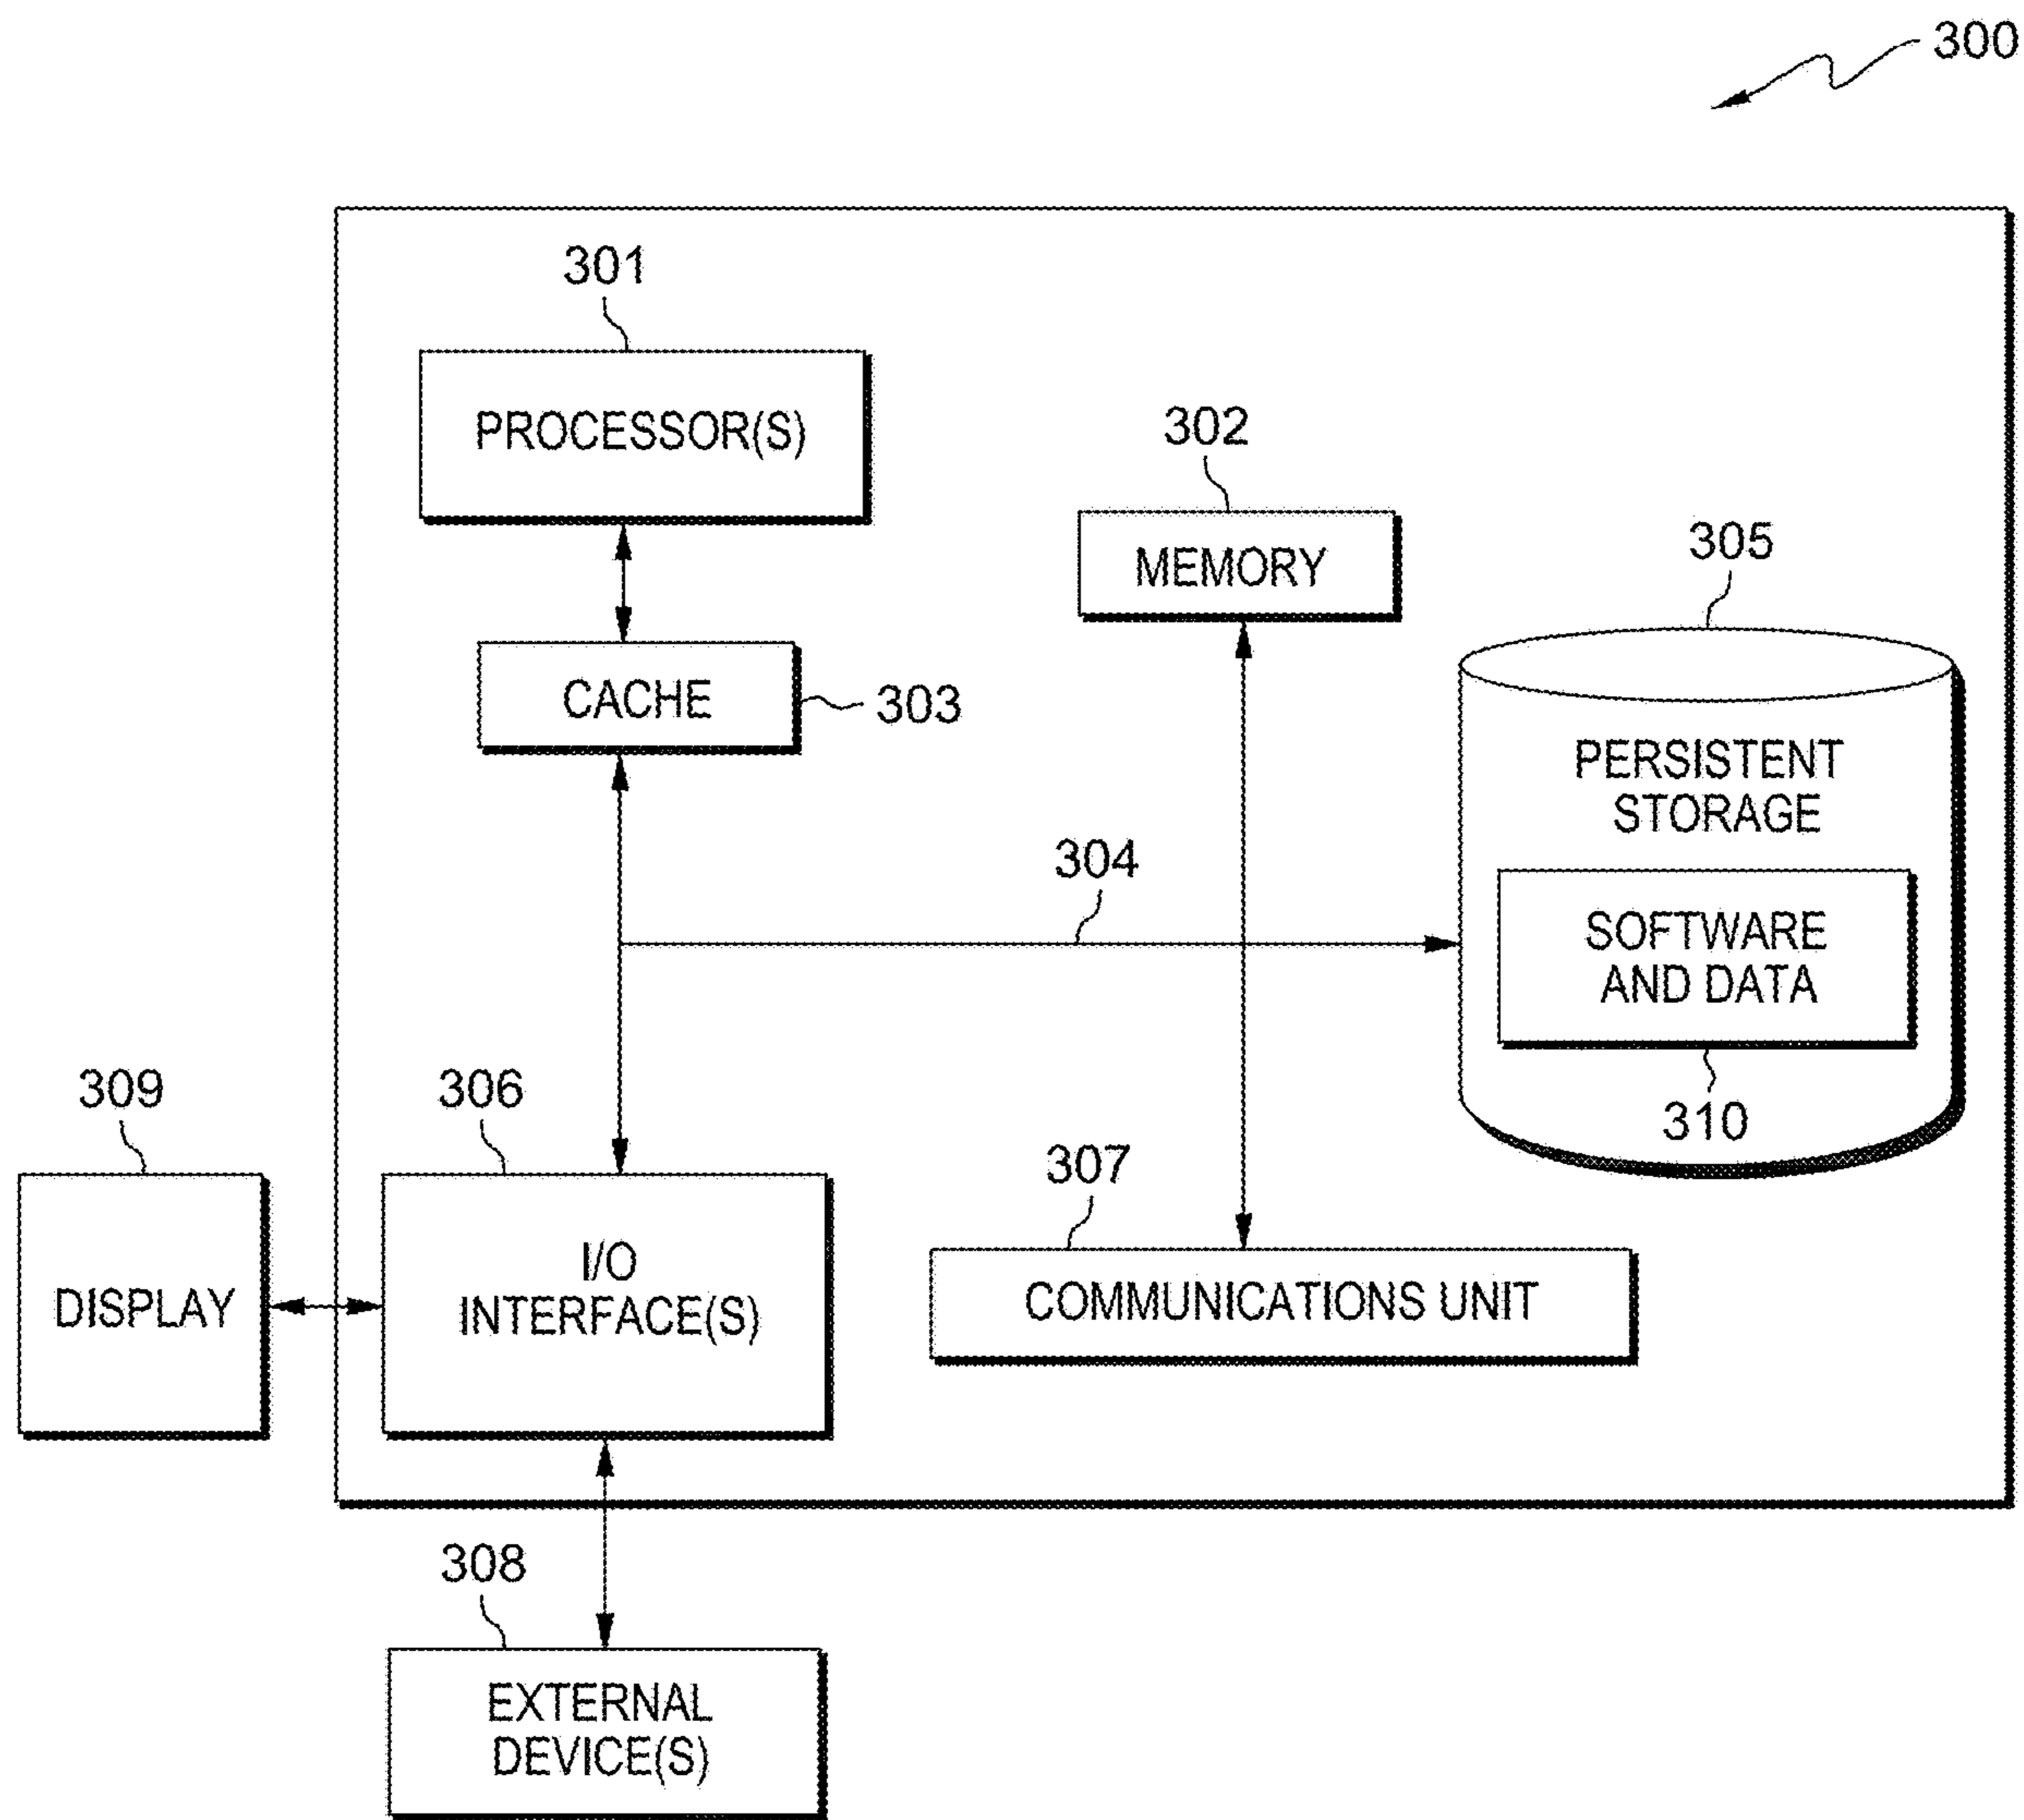 300
301
PROCESSOR(S)
302
MEMORY
305
CACHE
303
PERSISTENT
STORAGE
304
SOFTWARE
AND DATA
310
309
306
307
DISPLAY
I/O
INTERFACE(S)
COMMUNICATIONS UNIT
308
EXTERNAL
DEVICE(S)